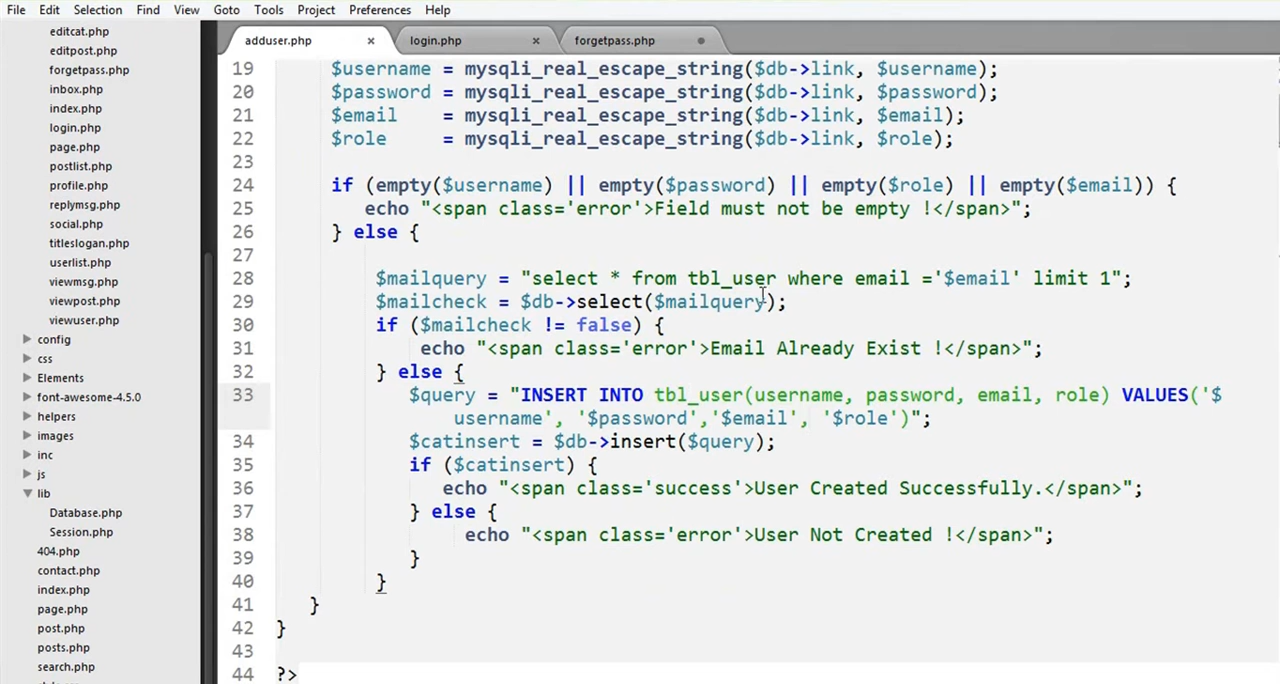 File Edit Selection Find View Goto Tools Project Preferences Help
editcat.php
editpost.php
forgetpass.php
inbox.php
index.php
login.php
page.php
postlist.php
profile.php
replymsg.php
social.php
titleslogan.php
userlist.php
viewmsg.php
viewpost.php
viewuser.php
config
css
Elements
font-awesome-4.5.0
helpers
images
inc
js
lib
Database.php
Session.php
404.php
contact.php
index.php
page.php
post.php
posts.php
search.php
adduser.php × login.php × forgetpass.php
19 $username = mysqli_real_escape_string($db->link, $username);
20 $password = mysqli_real_escape_string($db->link, $password);
21 $email    = mysqli_real_escape_string($db->link, $email);
22 $role     = mysqli_real_escape_string($db->link, $role);
23
24 if (empty($username) || empty($password) || empty($role) || empty($email)) {
25 echo "<span class='error'>Field must not be empty !</span>";
26 } else {
27
28 $mailquery = "select * from tbl_user where email ='$email' limit 1";
29 $mailcheck = $db->select($mailquery);
30 if ($mailcheck != false) {
31 echo "<span class='error'>Email Already Exist !</span>";
32 } else {
33 $query = "INSERT INTO tbl_user(username, password, email, role) VALUES('$
username', '$password','$email', '$role')";
34 $catinsert = $db->insert($query);
35 if ($catinsert) {
36 echo "<span class='success'>User Created Successfully.</span>";
37 } else {
38 echo "<span class='error'>User Not Created !</span>";
39 }
40 }
41 }
42 }
43
44 ?>